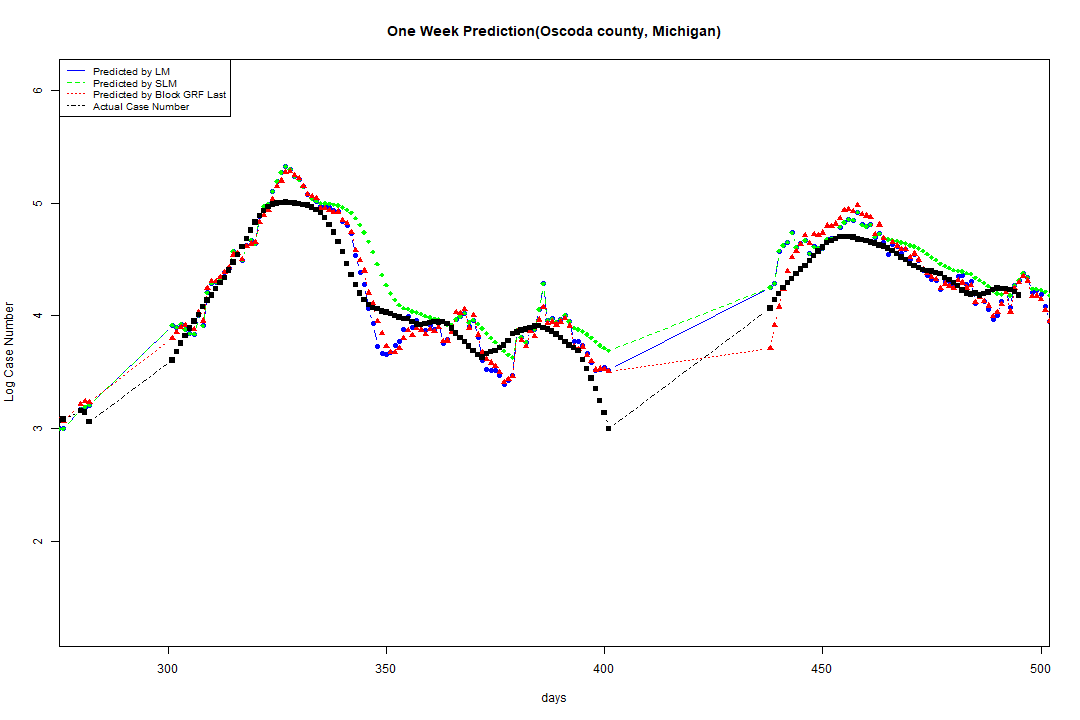 One Week Prediction(Oscoda county, Michigan)
Predicted by LM
Predicted by SLM
Predicted by Block GRF Last
Actual Case Number
6
5
4
3
2
Log Case Number
300
350
400
450
500
days